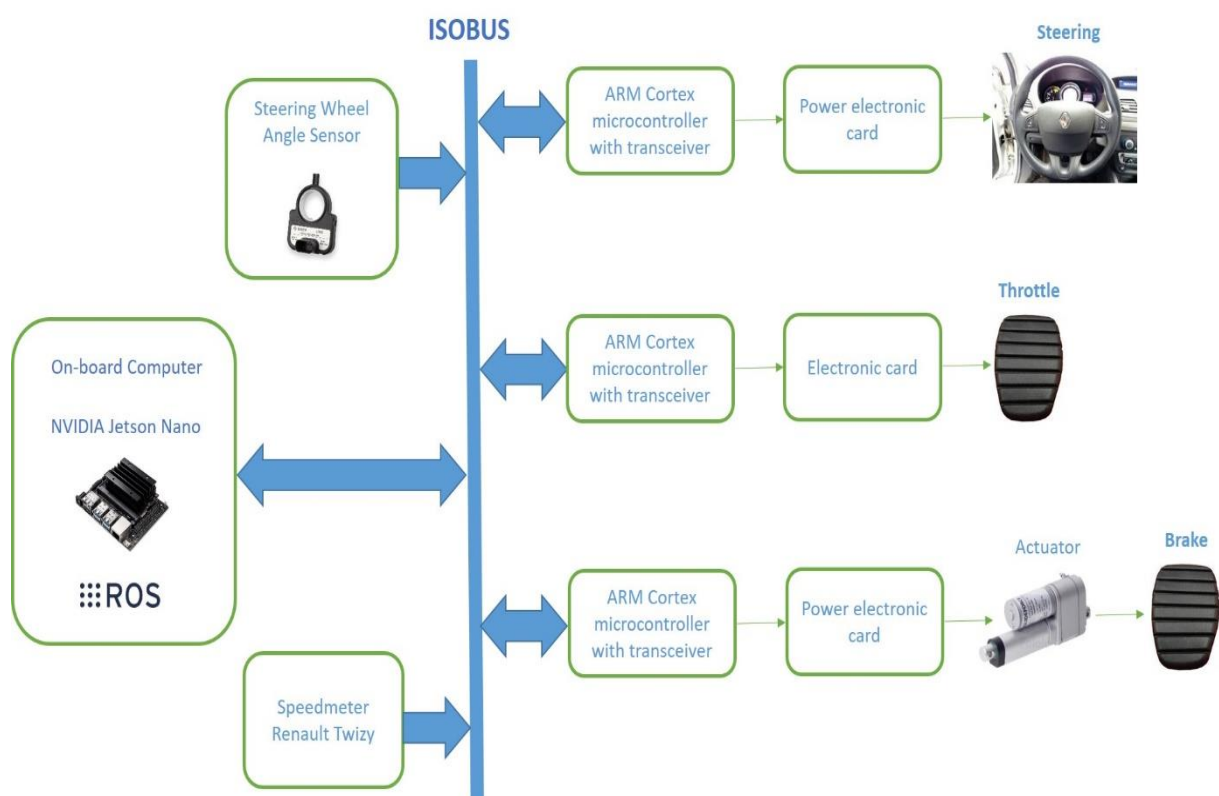 ISOBUS
Steering Wheel
Angle Sensor
ARM Cortex
microcontroller
with transceiver
Power electronic
card
Steering
On-board Computer
NVIDIA Jetson Nano
ROS
ARM Cortex
microcontroller
with transceiver
Electronic card
Throttle
ARM Cortex
microcontroller
with transceiver
Power electronic
card
Actuator
Brake
Speedmeter
Renault Twizy